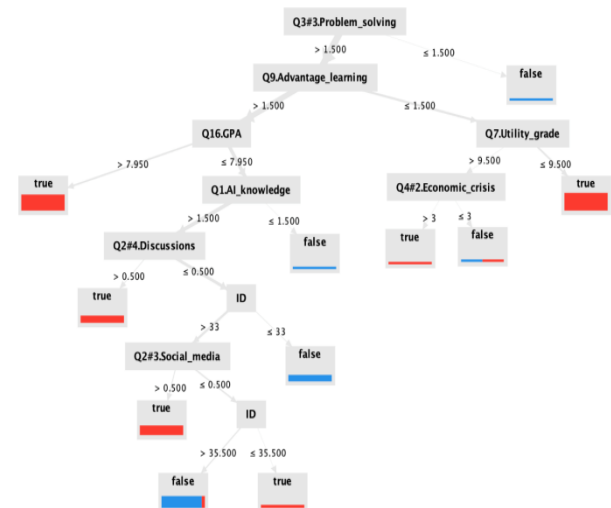 Q3#3.Problem_solving
> 1.500
≤ 1.500
Q9.Advantage_learning
false
> 1.500
≤ 1.500
Q16.GPA
Q7.Utility_grade
> 7.950
≤ 7.950
> 9.500
≤ 9.500
true
Q1.AI_knowledge
Q4#2.Economic_crisis
true
> 1.500
≤ 1.500
> 3
≤ 3
Q2#4.Discussions
false
true
false
> 0.500
≤ 0.500
true
ID
> 33
≤ 33
Q2#3.Social_media
false
> 0.500
≤ 0.500
true
ID
> 35.500
≤ 35.500
false
true